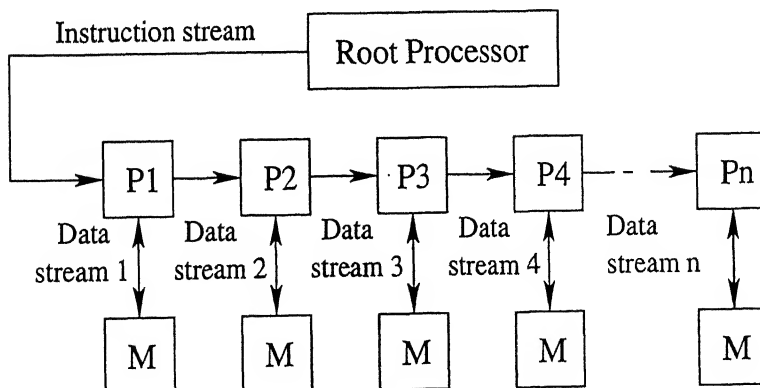 Instruction stream
Root Processor
P1
P2
P3
P4
Pn
Data
stream 1
Data
stream 2
Data
stream 3
Data
stream 4
Data
stream n
M
M
M
M
M